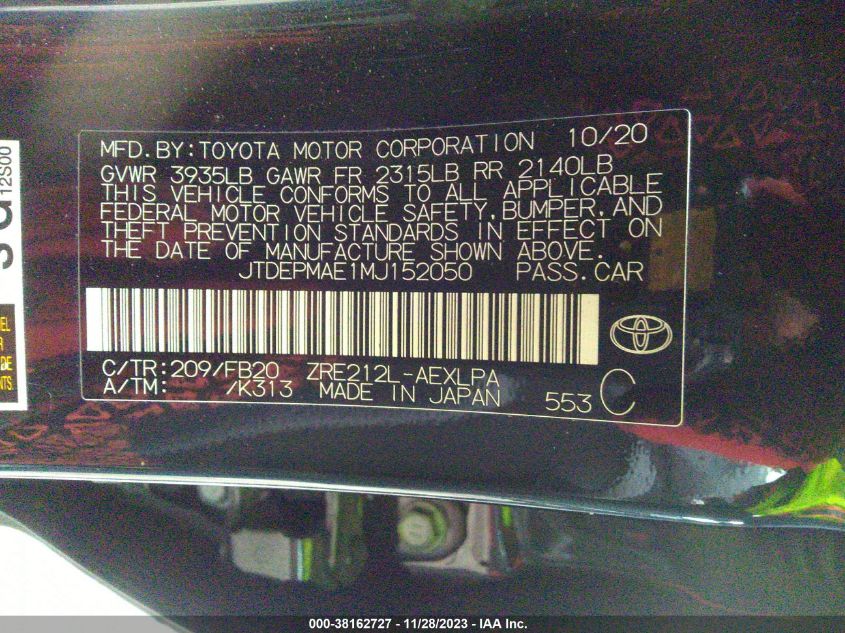 MFD.BY:TOYOTA MOTOR CORPORATION 10/20
GVWR 3935LB GAWR FR 2315LB RR 2140LB
THIS VEHICLE CONFORMS TO ALL APPLICABLE
FEDERAL MOTOR VEHICLE SAFETY, BUMPER, AND
THEFT PREVENTION STANDARDS IN EFFECT ON
THE DATE OF MANUFACTURE SHOWN ABOVE.
JTDEPMAE1MJ152050 PASS.CAR
C/TR:209/FB20 ZRE212L-AEXLPA
A/TM: /K313 MADE IN JAPAN 553 C
12S00
000-38162727 - 11/28/2023 - IAA Inc.